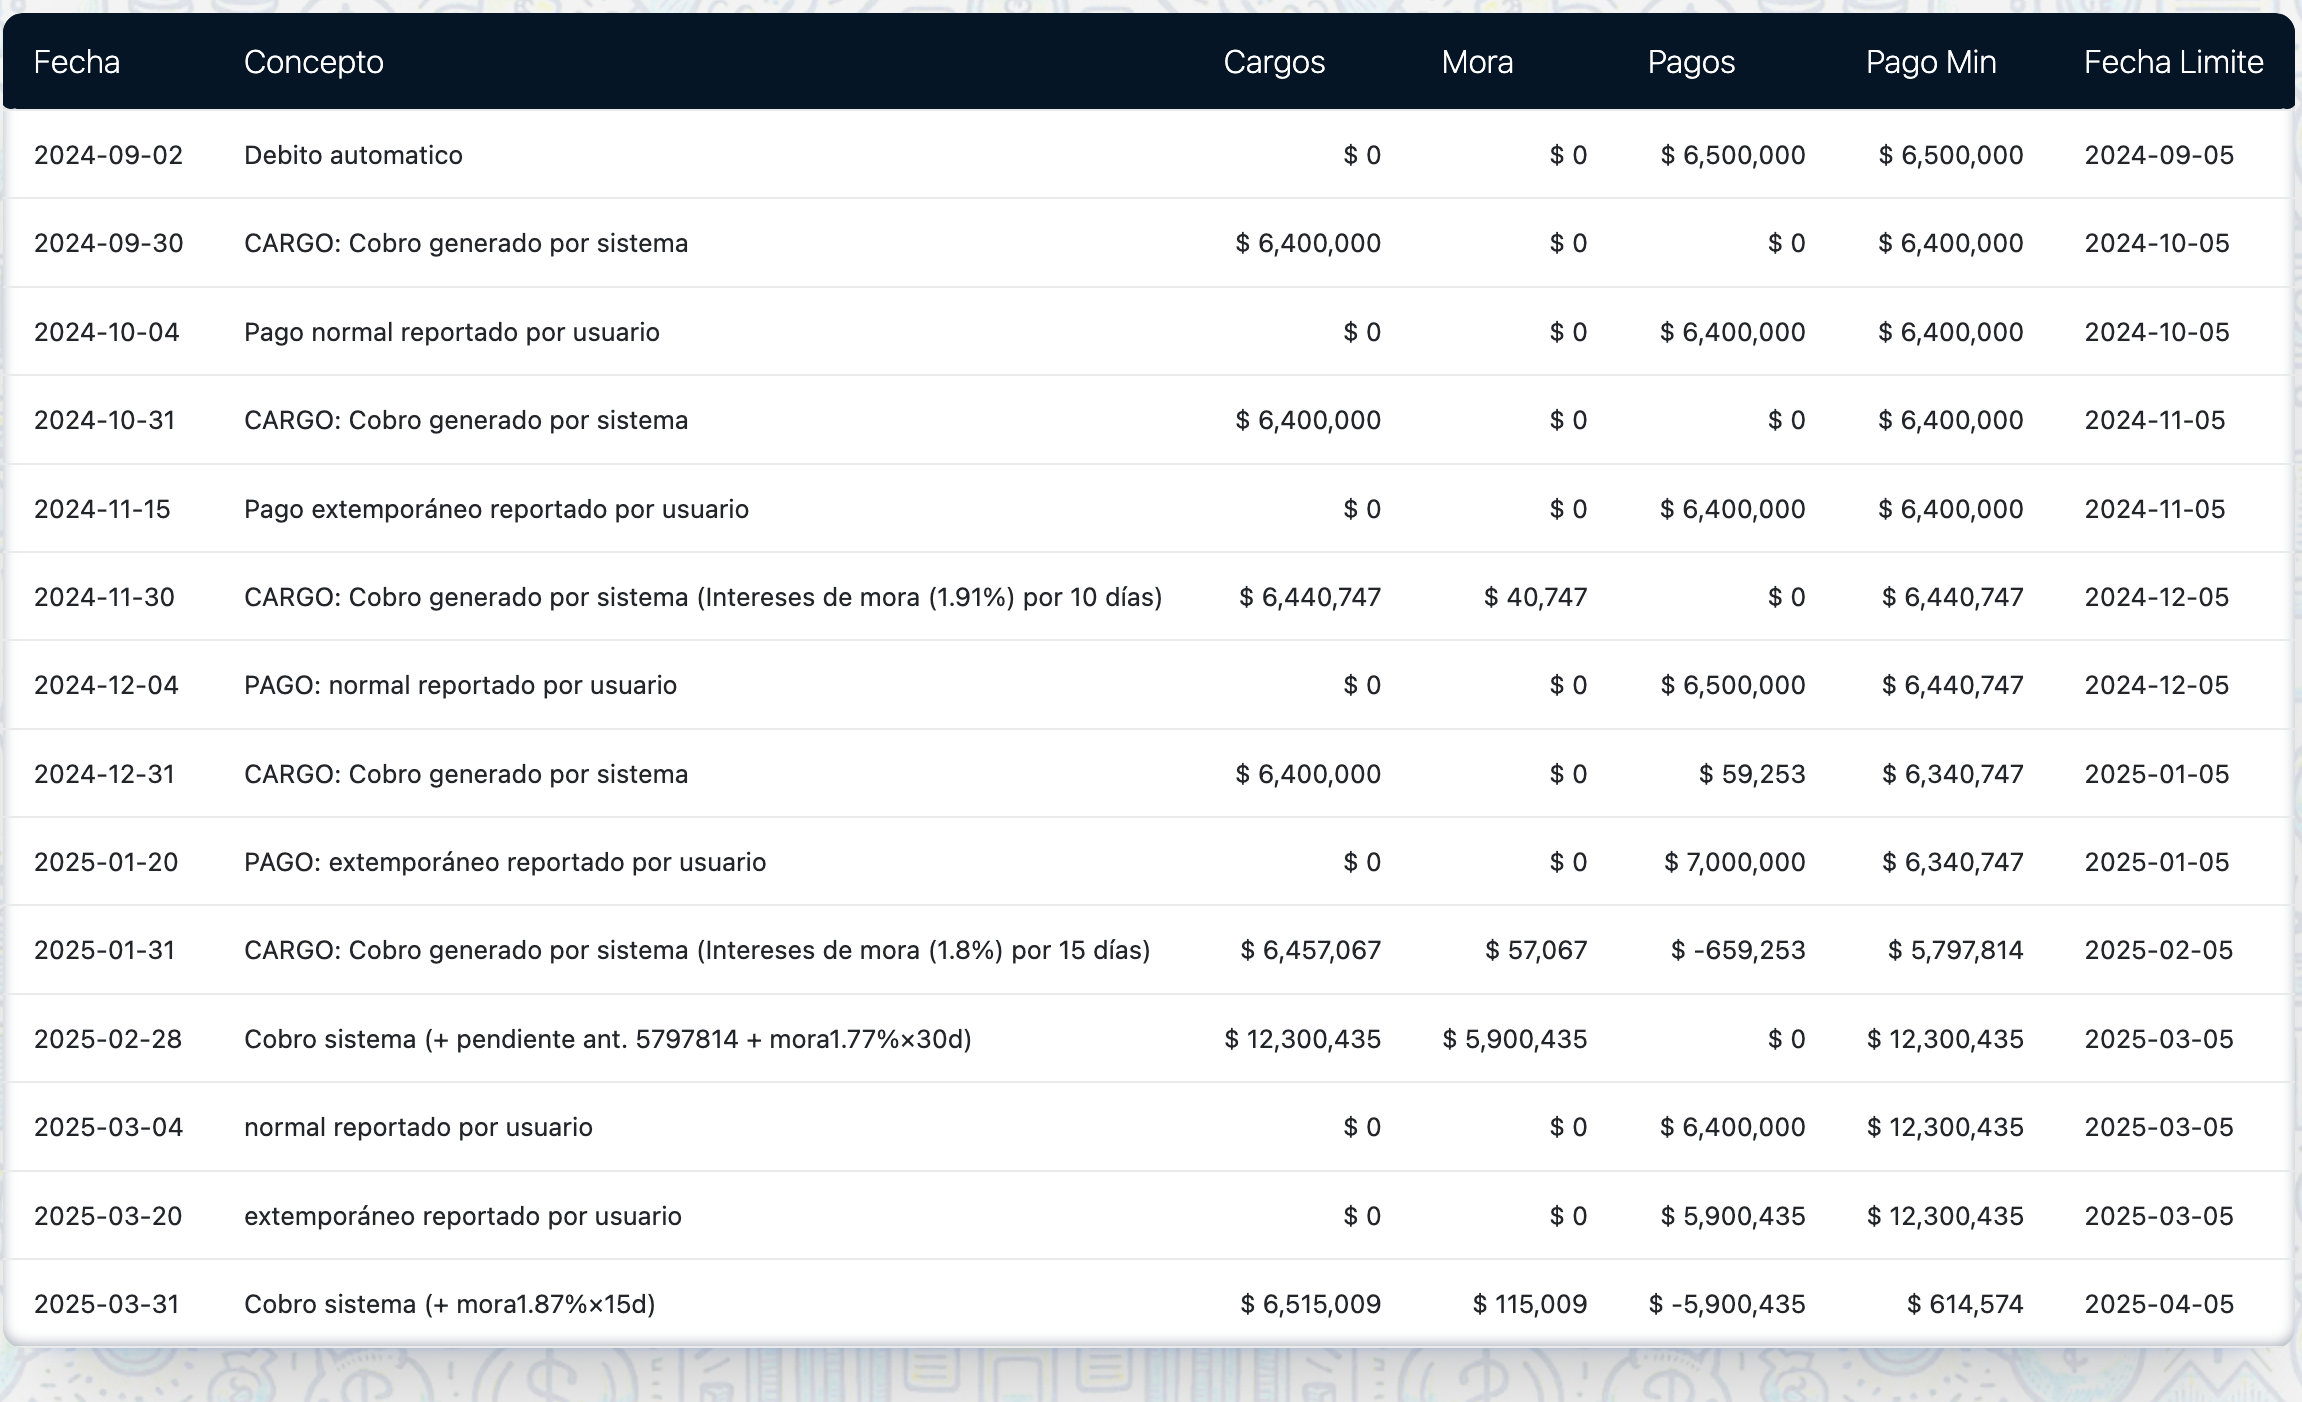 Fecha Concepto Cargos Mora Pagos Pago Min Fecha Limite
2024-09-02 Debito automatico $ 0 $ 0 $ 6,500,000 $ 6,500,000 2024-09-05
2024-09-30 CARGO: Cobro generado por sistema $ 6,400,000 $ 0 $ 0 $ 6,400,000 2024-10-05
2024-10-04 Pago normal reportado por usuario $ 0 $ 0 $ 6,400,000 $ 6,400,000 2024-10-05
2024-10-31 CARGO: Cobro generado por sistema $ 6,400,000 $ 0 $ 0 $ 6,400,000 2024-11-05
2024-11-15 Pago extemporáneo reportado por usuario $ 0 $ 0 $ 6,400,000 $ 6,400,000 2024-11-05
2024-11-30 CARGO: Cobro generado por sistema (Intereses de mora (1.91%) por 10 días) $ 6,440,747 $ 40,747 $ 0 $ 6,440,747 2024-12-05
2024-12-04 PAGO: normal reportado por usuario $ 0 $ 0 $ 6,500,000 $ 6,440,747 2024-12-05
2024-12-31 CARGO: Cobro generado por sistema $ 6,400,000 $ 0 $ 59,253 $ 6,340,747 2025-01-05
2025-01-20 PAGO: extemporáneo reportado por usuario $ 0 $ 0 $ 7,000,000 $ 6,340,747 2025-01-05
2025-01-31 CARGO: Cobro generado por sistema (Intereses de mora (1.8%) por 15 días) $ 6,457,067 $ 57,067 $ -659,253 $ 5,797,814 2025-02-05
2025-02-28 Cobro sistema (+ pendiente ant. 5797814 + mora1.77%×30d) $ 12,300,435 $ 5,900,435 $ 0 $ 12,300,435 2025-03-05
2025-03-04 normal reportado por usuario $ 0 $ 0 $ 6,400,000 $ 12,300,435 2025-03-05
2025-03-20 extemporáneo reportado por usuario $ 0 $ 0 $ 5,900,435 $ 12,300,435 2025-03-05
2025-03-31 Cobro sistema (+ mora1.87%×15d) $ 6,515,009 $ 115,009 $ -5,900,435 $ 614,574 2025-04-05